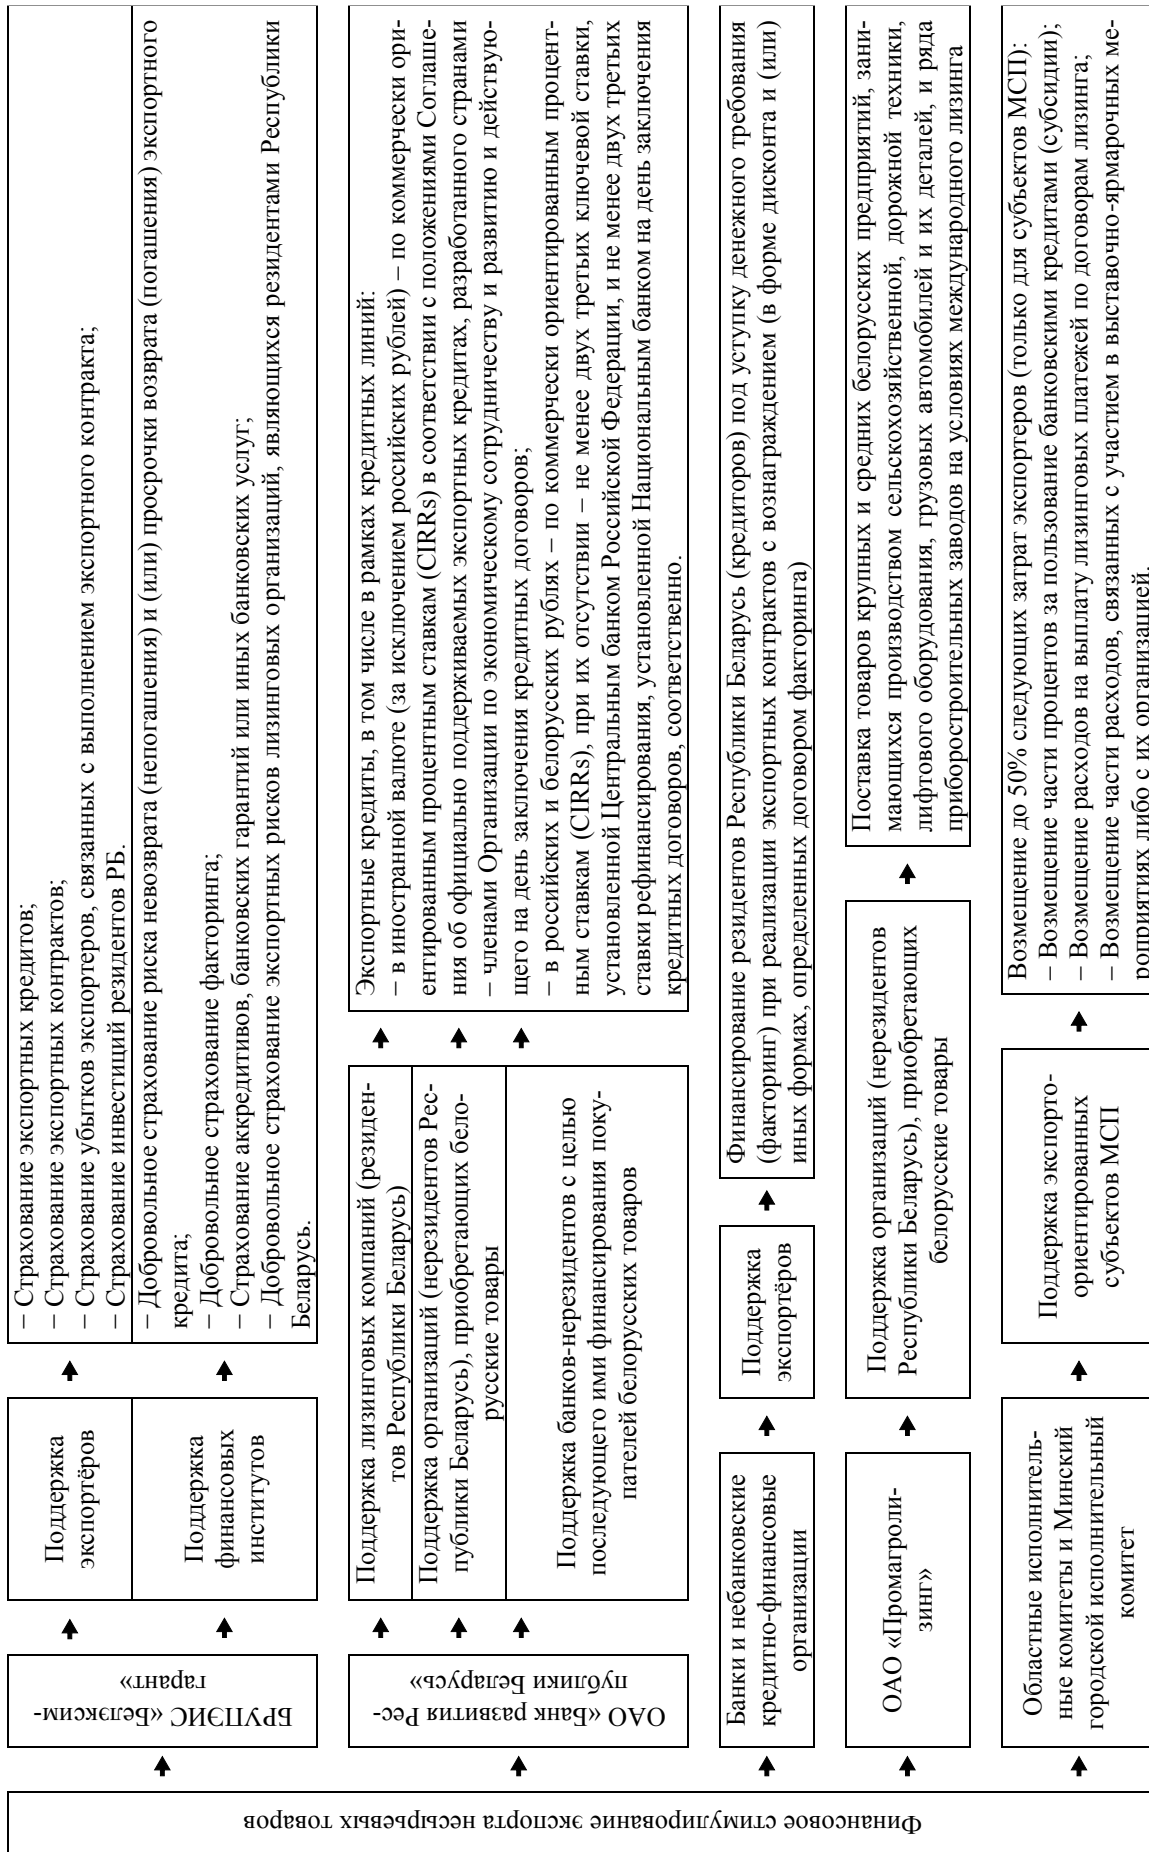 Финансовое стимулирование экспорта несырьевых товаров
БРУПЭИС «Белэксим-
гарант»
Поддержка
экспортёров
– Страхование экспортных кредитов;
– Страхование экспортных контрактов;
– Страхование убытков экспортеров, связанных с выполнением экспортного контракта;
– Страхование инвестиций резидентов РБ.
Поддержка
финансовых
институтов
– Добровольное страхование риска невозврата (непогашения) и (или) просрочки возврата (погашения) экспортного
кредита;
– Добровольное страхование факторинга;
– Страхование аккредитивов, банковских гарантий или иных банковских услуг;
– Добровольное страхование экспортных рисков лизинговых организаций, являющихся резидентами Республики
Беларусь.
ОАО «Банк развития Рес-
публики Беларусь»
Поддержка лизинговых компаний (резиден-
тов Республики Беларусь)
Поддержка организаций (нерезидентов Рес-
публики Беларусь), приобретающих бело-
русские товары
Поддержка банков-нерезидентов с целью
последующего ими финансирования поку-
пателей белорусских товаров
Экспортные кредиты, в том числе в рамках кредитных линий:
– в иностранной валюте (за исключением российских рублей) – по коммерчески ори-
ентированным процентным ставкам (CIRRs) в соответствии с положениями Соглаше-
ния об официально поддерживаемых экспортных кредитах, разработанного странами
– членами Организации по экономическому сотрудничеству и развитию и действую-
щего на день заключения кредитных договоров;
– в российских и белорусских рублях – по коммерчески ориентированным процент-
ным ставкам (CIRRs), при их отсутствии – не менее двух третьих ключевой ставки,
установленной Центральным банком Российской Федерации, и не менее двух третьих
ставки рефинансирования, установленной Национальным банком на день заключения
кредитных договоров, соответственно.
Банки и небанковские
кредитно-финансовые
организации
Поддержка
экспортёров
Финансирование резидентов Республики Беларусь (кредиторов) под уступку денежного требования
(факторинг) при реализации экспортных контрактов с вознаграждением (в форме дисконта и (или)
иных формах, определенных договором факторинга)
ОАО «Промагроли-
зинг»
Поддержка организаций (нерезидентов
Республики Беларусь), приобретающих
белорусские товары
Поставка товаров крупных и средних белорусских предприятий, зани-
мающихся производством сельскохозяйственной, дорожной техники,
лифтового оборудования, грузовых автомобилей и их деталей, и ряда
приборостроительных заводов на условиях международного лизинга
Областные исполнитель-
ные комитеты и Минский
городской исполнительный
комитет
Поддержка экспорто-
ориентированных
субъектов МСП
Возмещение до 50% следующих затрат экспортеров (только для субъектов МСП):
– Возмещение части процентов за пользование банковскими кредитами (субсидии);
– Возмещение расходов на выплату лизинговых платежей по договорам лизинга;
– Возмещение части расходов, связанных с участием в выставочно-ярмарочных ме-
роприятиях либо с их организацией.